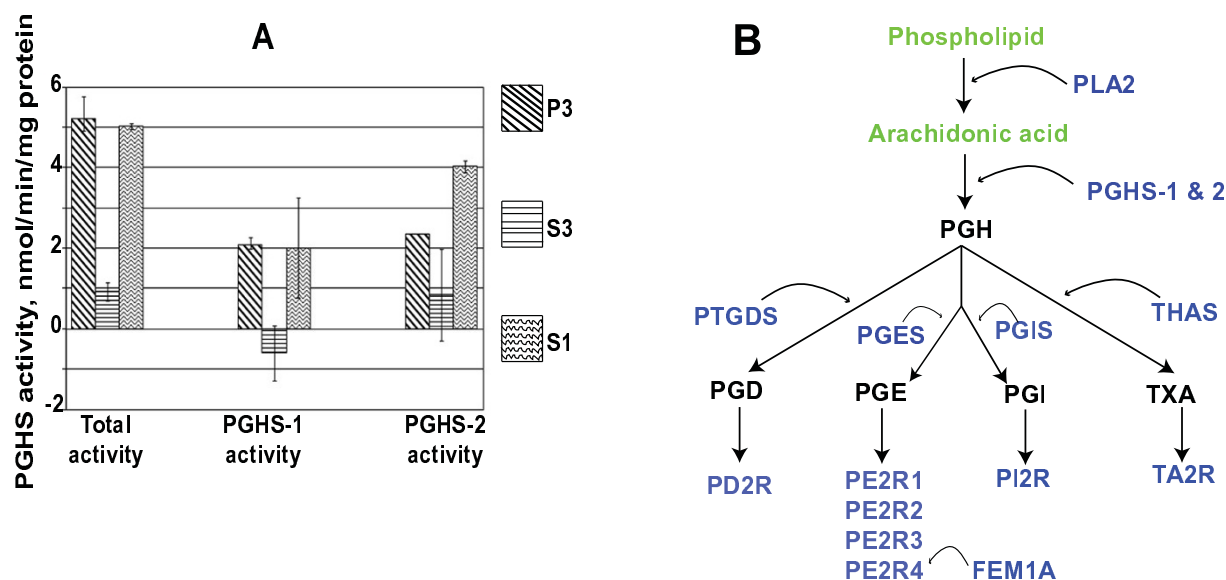 A
PGHS activity, nmol/min/mg protein
6
4
2
0
-2
Total
activity
PGHS-1
activity
PGHS-2
activity
P3
S3
S1
B
Phospholipid
PLA2
Arachidonic acid
PGHS-1 & 2
PGH
PTGDS
PGES
PGIS
THAS
PGD
PGE
PGI
TXA
PD2R
PE2R1
PE2R2
PE2R3
PE2R4
PI2R
TA2R
FEM1A